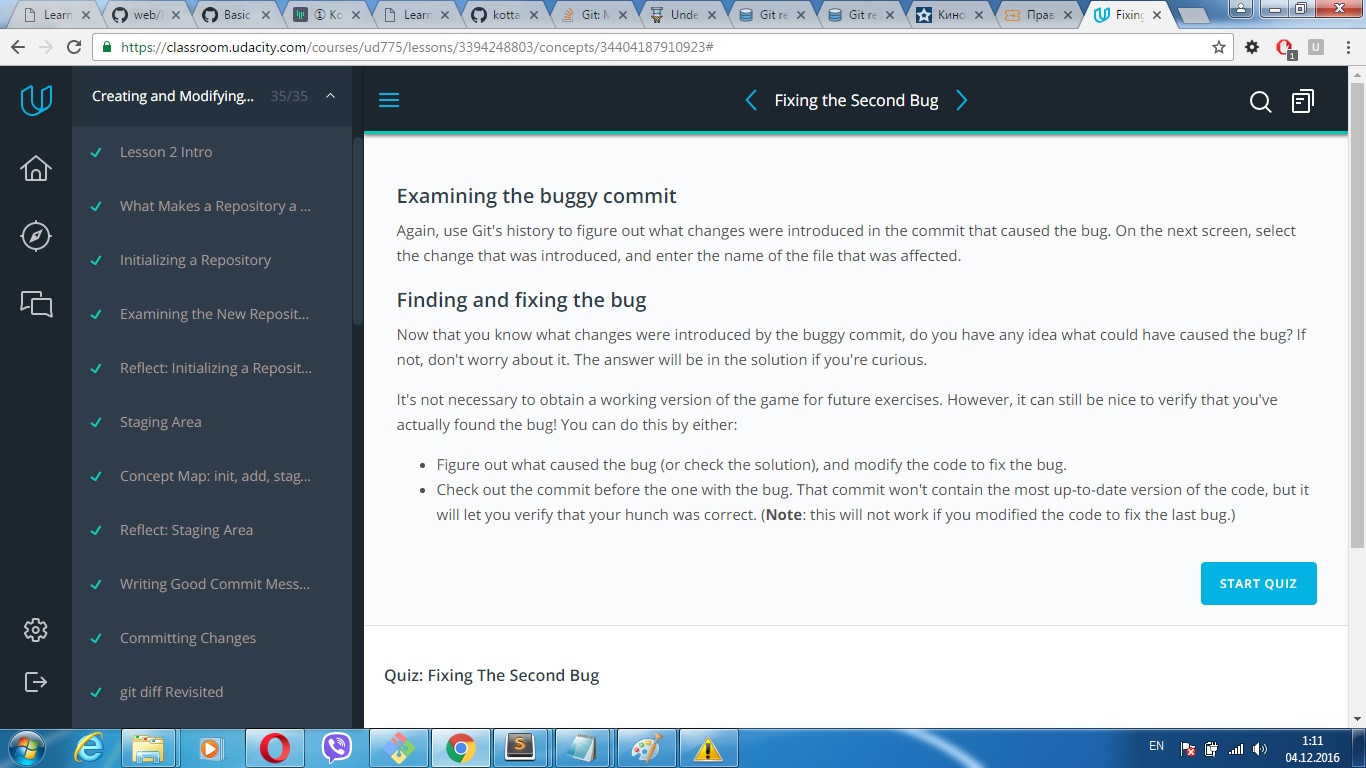 Learn web/ Basic ① Ко Learn kotta Git: Unde Git re Git re Кино Прав Fixing
https://classroom.udacity.com/courses/ud775/lessons/3394248803/concepts/34404187910923#
1
U
Creating and Modifying... 35/35
Fixing the Second Bug
Lesson 2 Intro
What Makes a Repository a ...
Initializing a Repository
Examining the New Reposit...
Reflect: Initializing a Reposit...
Staging Area
Concept Map: init, add, stag...
Reflect: Staging Area
Writing Good Commit Mess...
Committing Changes
git diff Revisited
Examining the buggy commit
Again, use Git's history to figure out what changes were introduced in the commit that caused the bug. On the next screen, select
the change that was introduced, and enter the name of the file that was affected.
Finding and fixing the bug
Now that you know what changes were introduced by the buggy commit, do you have any idea what could have caused the bug? If
not, don't worry about it. The answer will be in the solution if you're curious.
It's not necessary to obtain a working version of the game for future exercises. However, it can still be nice to verify that you've
actually found the bug! You can do this by either:
• Figure out what caused the bug (or check the solution), and modify the code to fix the bug.
• Check out the commit before the one with the bug. That commit won't contain the most up-to-date version of the code, but it
will let you verify that your hunch was correct. (Note: this will not work if you modified the code to fix the last bug.)
START QUIZ
Quiz: Fixing The Second Bug
EN
1:11
04.12.2016